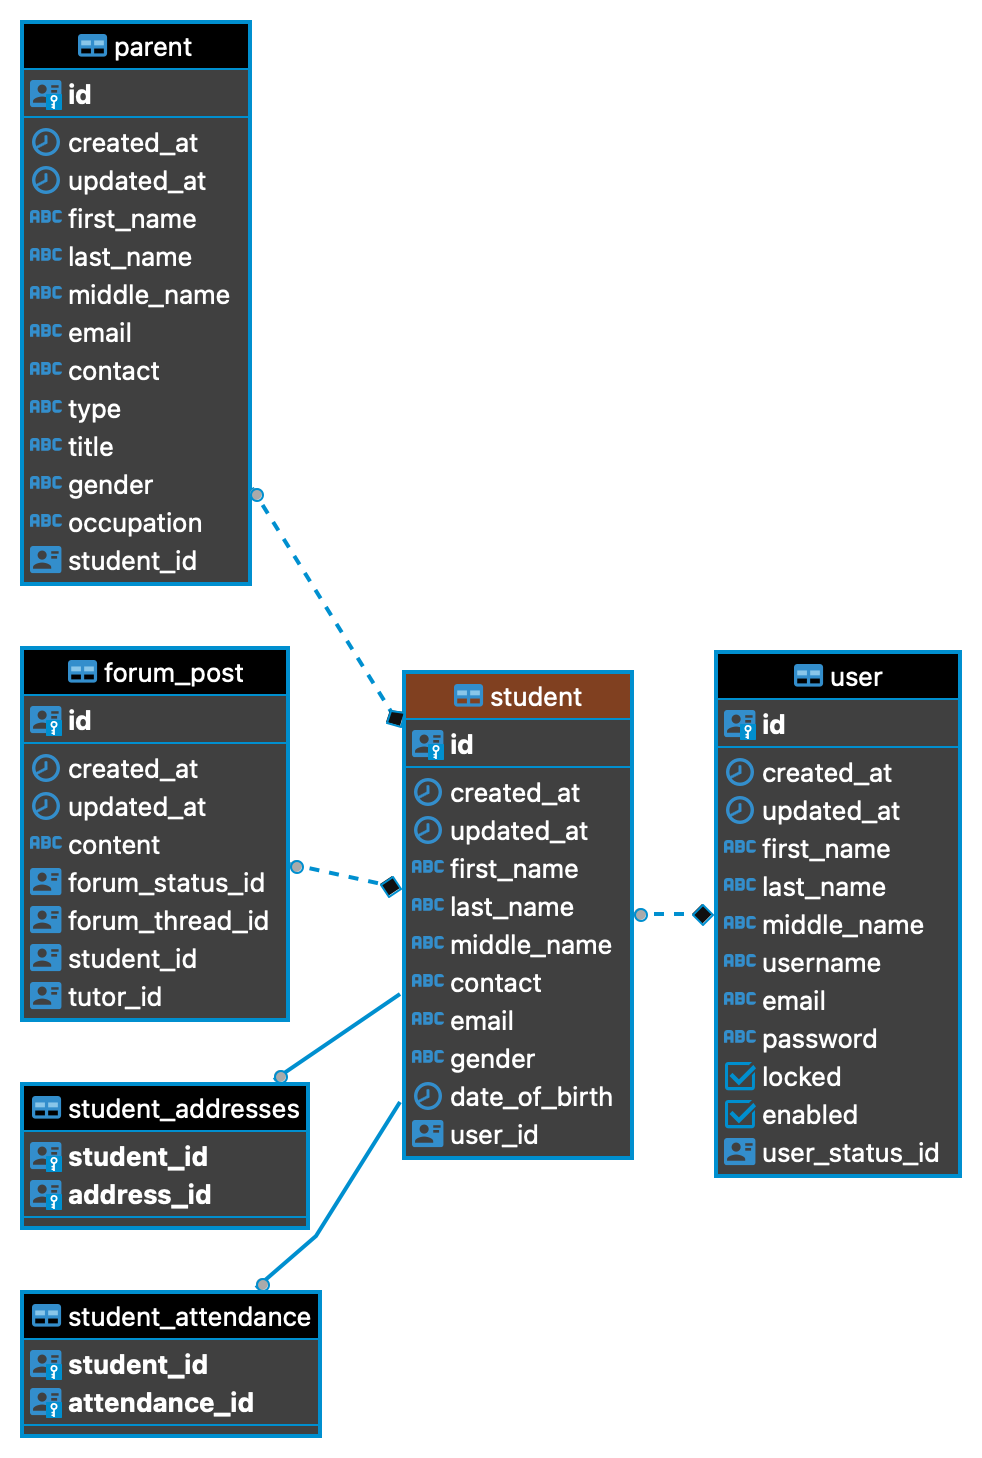 parent
id
created_at
updated_at
ABC first_name
ABC last_name
ABC middle_name
ABC email
ABC contact
ABC type
ABC title
ABC gender
ABC occupation
student_id
forum_post
id
created_at
updated_at
ABC content
forum_status_id
forum_thread_id
student_id
tutor_id
student_addresses
student_id
address_id
student_attendance
student_id
attendance_id
student
id
created_at
updated_at
ABC first_name
ABC last_name
ABC middle_name
ABC contact
ABC email
ABC gender
date_of_birth
user_id
user
id
created_at
updated_at
ABC first_name
ABC last_name
ABC middle_name
ABC username
ABC email
ABC password
locked
enabled
user_status_id